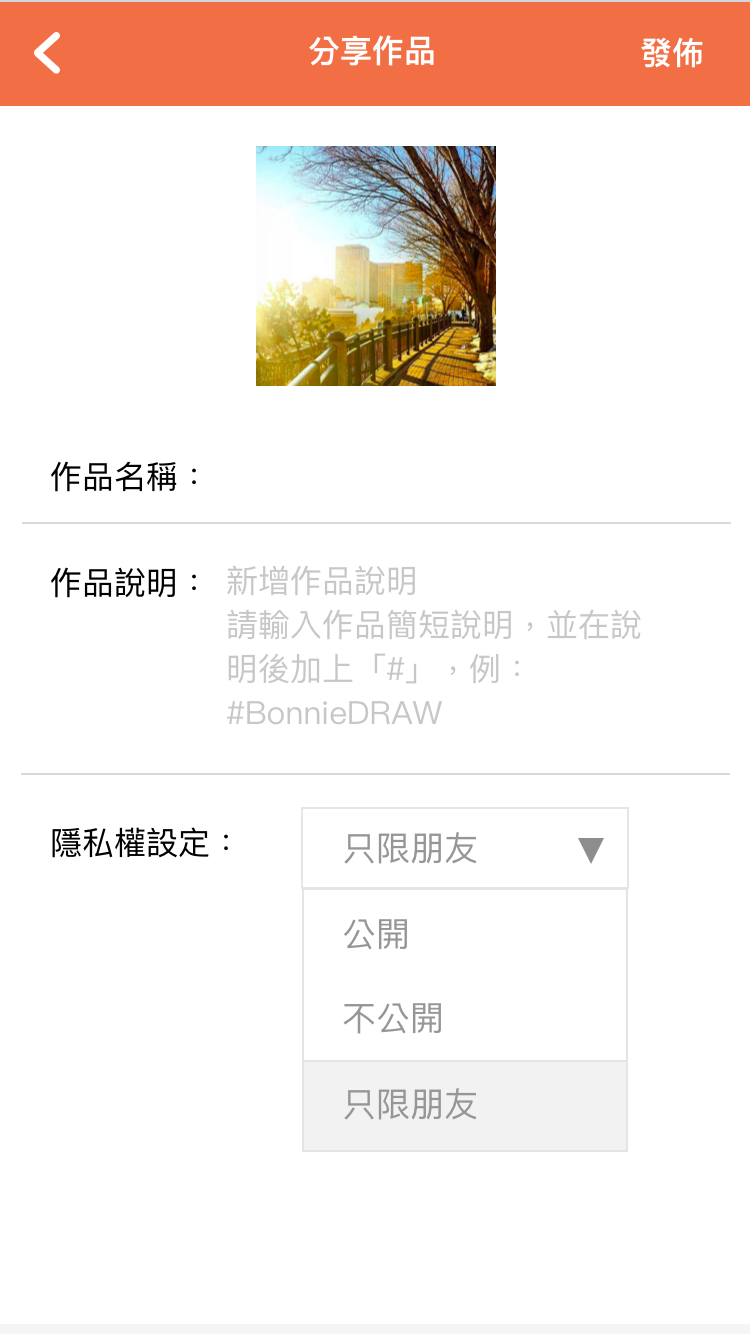 分享作品
發佈
作品名稱：
作品說明：
新增作品說明
請輸入作品簡短說明，並在說
明後加上「#」，例：
#BonnieDRAW
隱私權設定：
只限朋友
公開
不公開
只限朋友